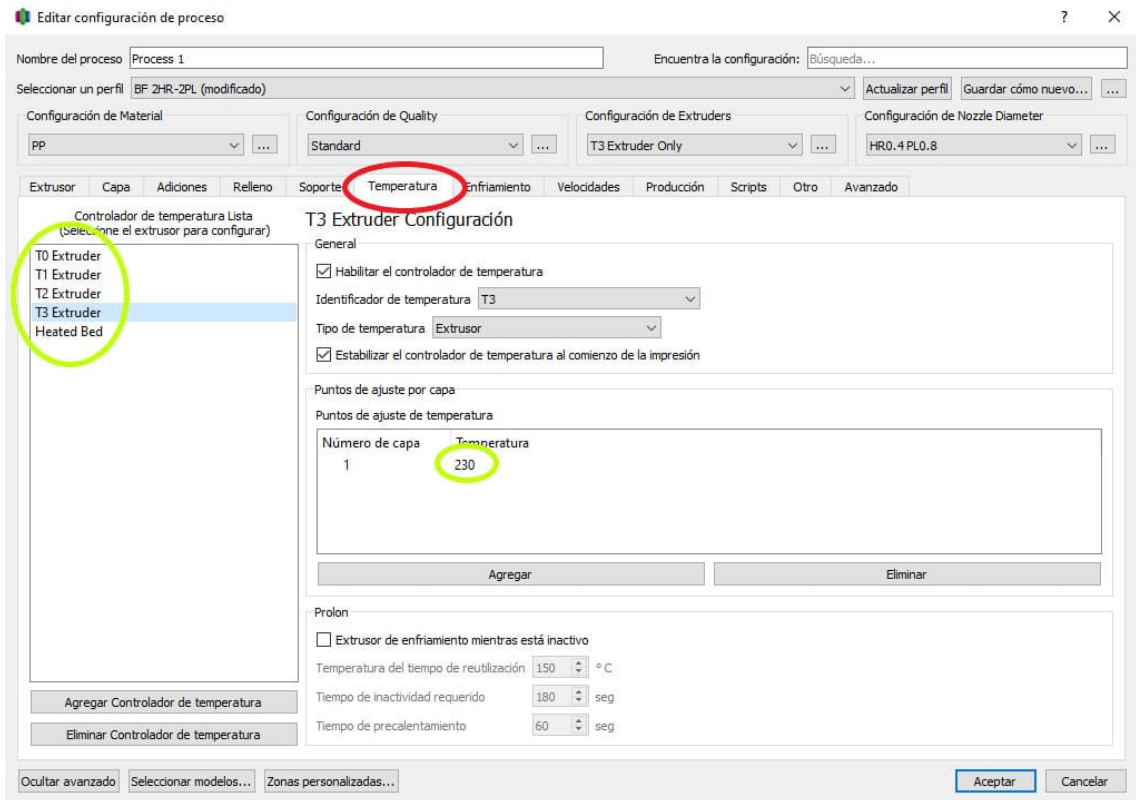 Editar configuración de proceso
?
Nombre del proceso Process 1 Encuentra la configuración: Búsqueda...
Seleccionar un perfil BF 2HR-2PL (modificado) Actualizar perfil Guardar cómo nuevo... ...
Configuración de Material Configuración de Quality Configuración de Extruders Configuración de Nozzle Diameter
PP ... Standard ... T3 Extruder Only ... HR0.4 PL0.8 ...
Extrusor Capa Adiciones Relleno Soporte Temperatura Enfriamiento Velocidades Producción Scripts Otro Avanzado
Controlador de temperatura Lista
(Seleccione el extrusor para configurar)
T0 Extruder
T1 Extruder
T2 Extruder
T3 Extruder
Heated Bed
Agregar Controlador de temperatura
Eliminar Controlador de temperatura
T3 Extruder Configuración
General
Habilitar el controlador de temperatura
Identificador de temperatura T3
Tipo de temperatura Extrusor
Estabilizar el controlador de temperatura al comienzo de la impresión
Puntos de ajuste por capa
Puntos de ajuste de temperatura
Número de capa Temperatura
1 230
Agregar Eliminar
Prolon
Extrusor de enfriamiento mientras está inactivo
Temperatura del tiempo de reutilización 150 º C
Tiempo de inactividad requerido 180 seg
Tiempo de precalentamiento 60 seg
Ocultar avanzado Seleccionar modelos... Zonas personalizadas... Aceptar Cancelar